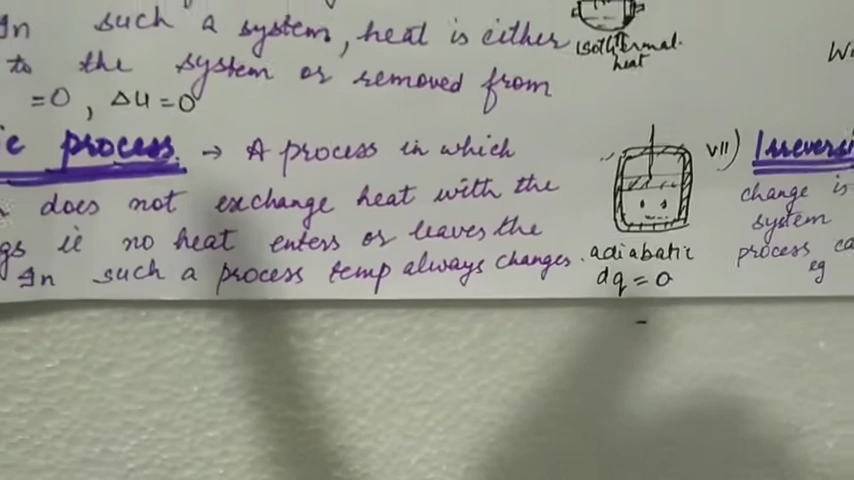 In such a system, heat is either
to the system or removed from
=0, ΔU=0
isothermal
heat
process → A process in which
does not exchange heat with the
gs ie no heat enters or leaves the
In such a process temp always changes.
adiabatic
dq = 0
VII)
change is
system
process
eg